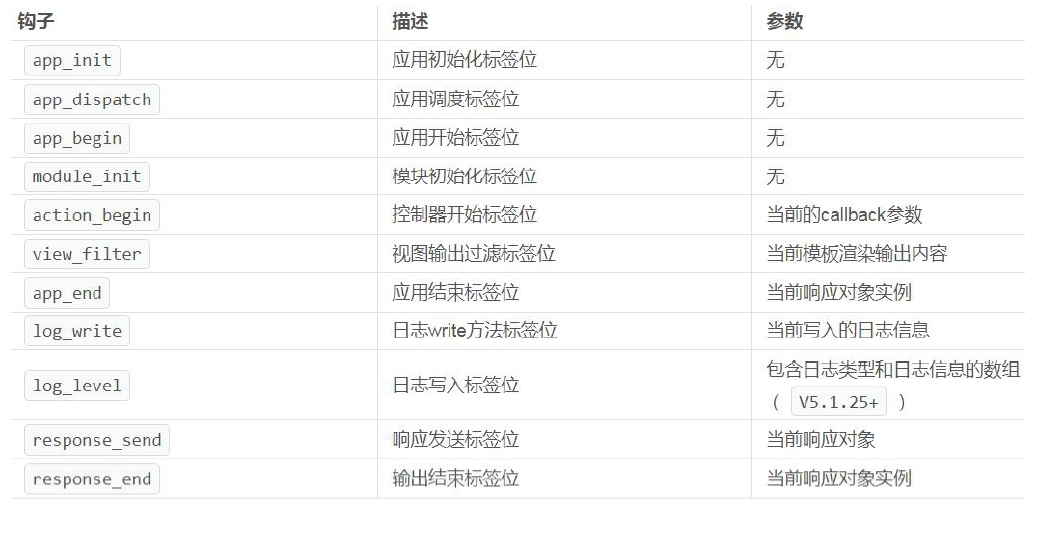 钩子 描述 参数
app_init 应用初始化标签位 无
app_dispatch 应用调度标签位 无
app_begin 应用开始标签位 无
module_init 模块初始化标签位 无
action_begin 控制器开始标签位 当前的callback参数
view_filter 视图输出过滤标签位 当前模板渲染输出内容
app_end 应用结束标签位 当前响应对象实例
log_write 日志write方法标签位 当前写入的日志信息
log_level 日志写入标签位 包含日志类型和日志信息的数组
（ V5.1.25+ ）
response_send 响应发送标签位 当前响应对象
response_end 输出结束标签位 当前响应对象实例